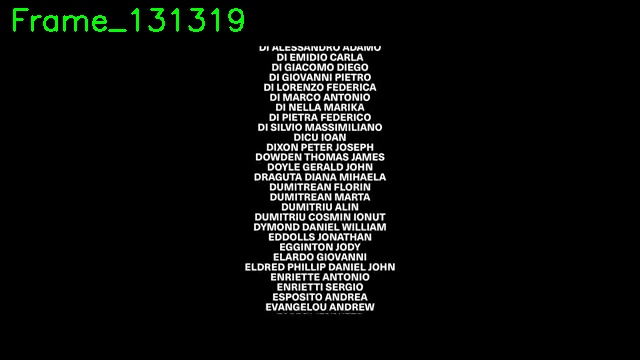 Frame_131319
DI ALESSANDRO ADAMO
DI EMIDIO CARLA
DI GIACOMO DIEGO
DI GIOVANNI PIETRO
DI LORENZO FEDERICA
DI MARCO ANTONIO
DI NELLA MARIKA
DI PIETRA FEDERICO
DI SILVIO MASSIMILIANO
DICU IOAN
DIXON PETER JOSEPH
DOWDEN THOMAS JAMES
DOYLE GERALD JOHN
DRAGUTA DIANA MIHAELA
DUMITREAN FLORIN
DUMITREAN MARTA
DUMITRIU ALIN
DUMITRIU COSMIN IONUT
DYMOND DANIEL WILLIAM
EDDOLLS JONATHAN
EGGINTON JODY
ELARDO GIOVANNI
ELDRED PHILLIP DANIEL JOHN
ENRIETTE ANTONIO
ENRIETTI SERGIO
ESPOSITO ANDREA
EVANGELOU ANDREW